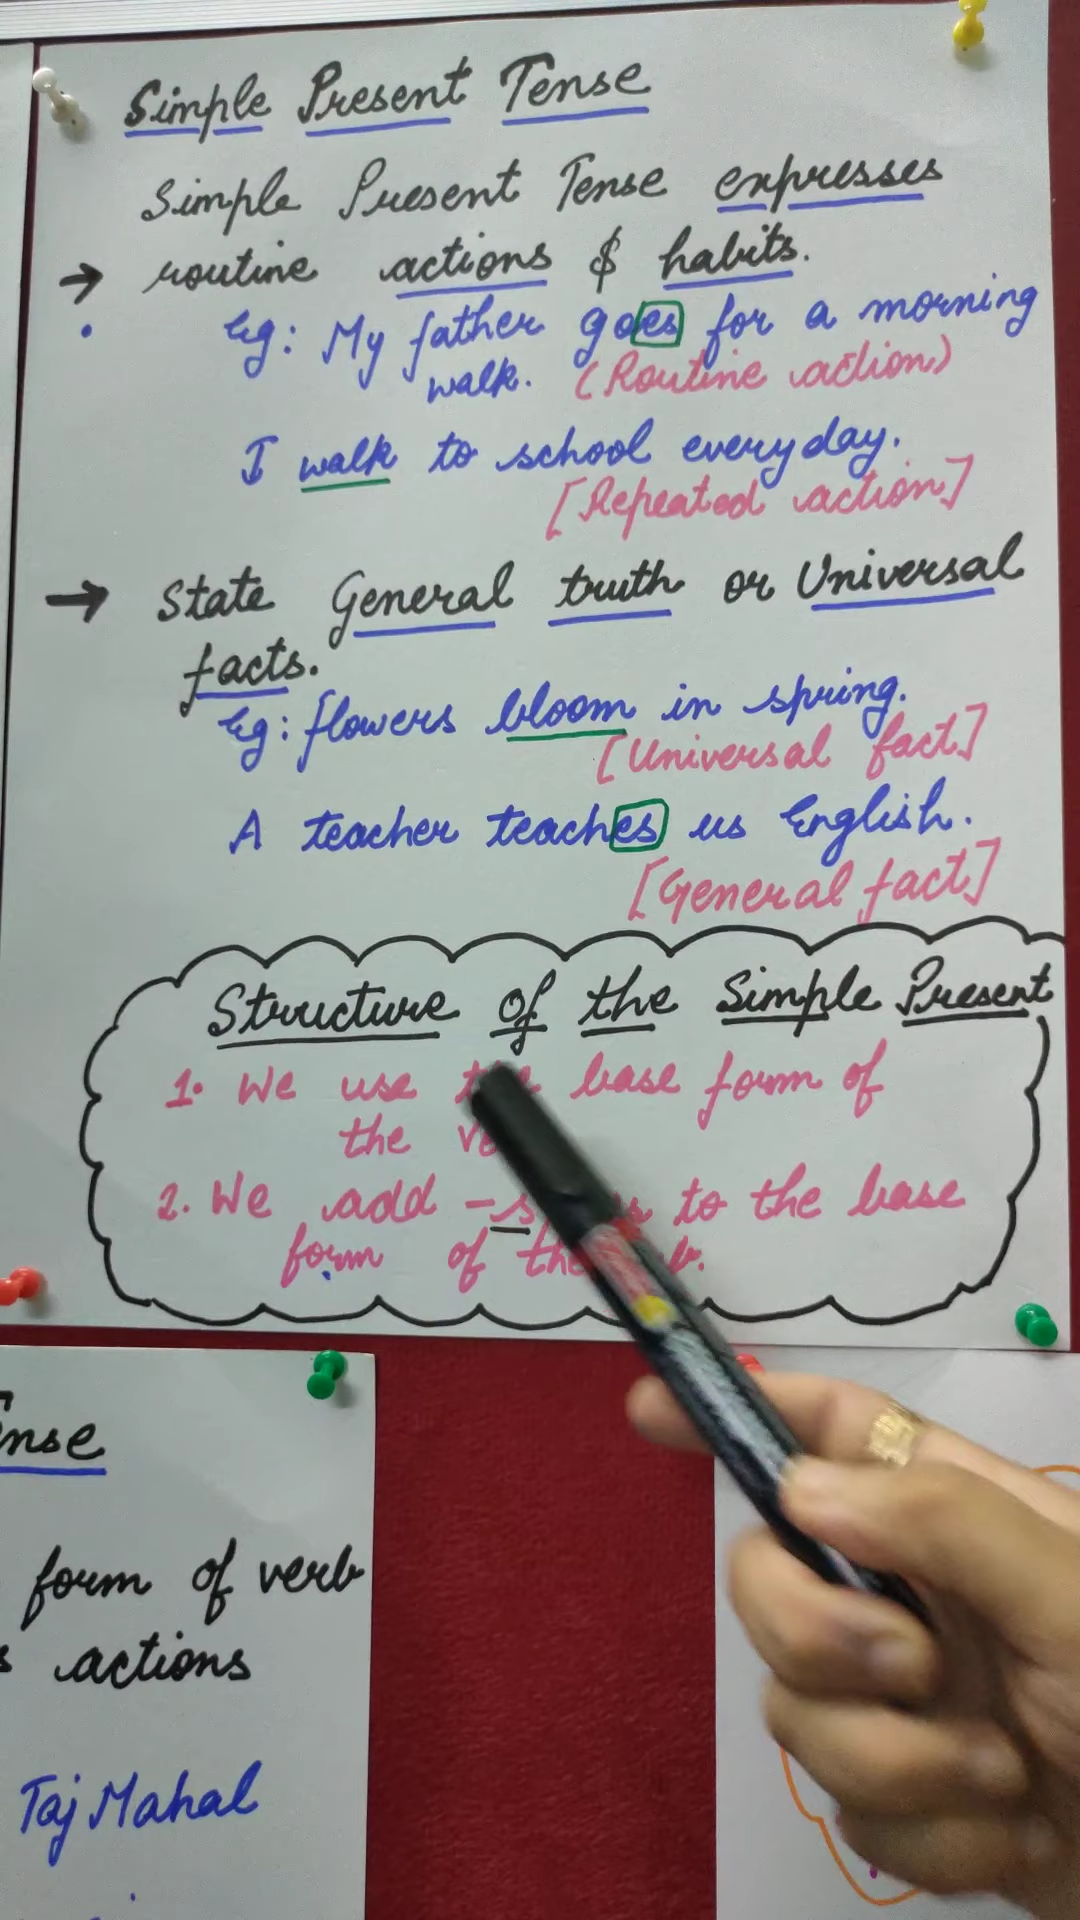 Simple Present Tense
Simple Present Tense expresses
→ routine actions & habits.
• Eg: My father goes for a morning
walk. (Routine action)
I walk to school everyday.
[Repeated action]
→ State General truth or Universal
facts.
Eg: flowers bloom in spring.
[Universal fact]
A teacher teaches us English.
[General fact]
Structure of the Simple Present
1. We use the base form of
the
2. We add -s to the base
form of the
ense
form of verb
s actions
Taj Mahal